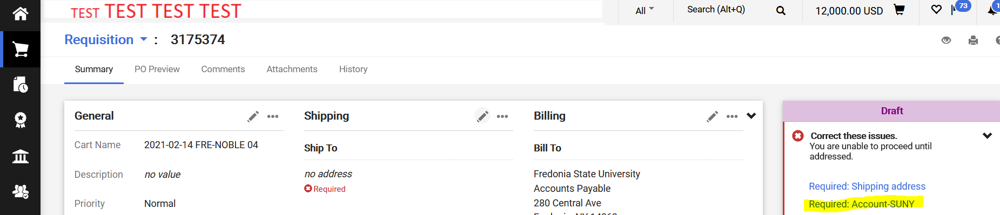 TEST TEST TEST TEST
All
Search (Alt+Q)
12,000.00 USD
73
1
Requisition : 3175374
Summary
PO Preview
Comments
Attachments
History
General
Cart Name 2021-02-14 FRE-NOBLE 04
Description no value
Priority Normal
Shipping
Ship To
no address
Required
Billing
Bill To
Fredonia State University
Accounts Payable
280 Central Ave
Draft
Correct these issues.
You are unable to proceed until
addressed.
Required: Shipping address
Required: Account-SUNY